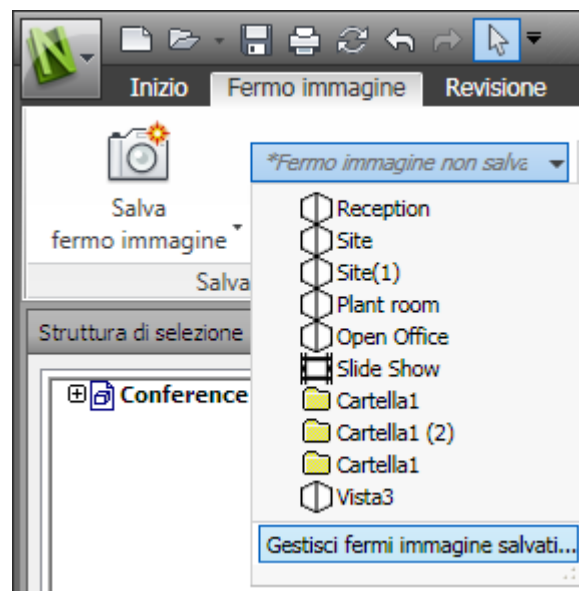 Inizio Fermo immagine Revisione
*Fermo immagine non salva
Salva
fermo immagine
Salva
Reception
Site
Site(1)
Plant room
Open Office
Slide Show
Cartella1
Cartella1 (2)
Cartella1
Vista3
Gestisci fermi immagine salvati...
Struttura di selezione
Conference